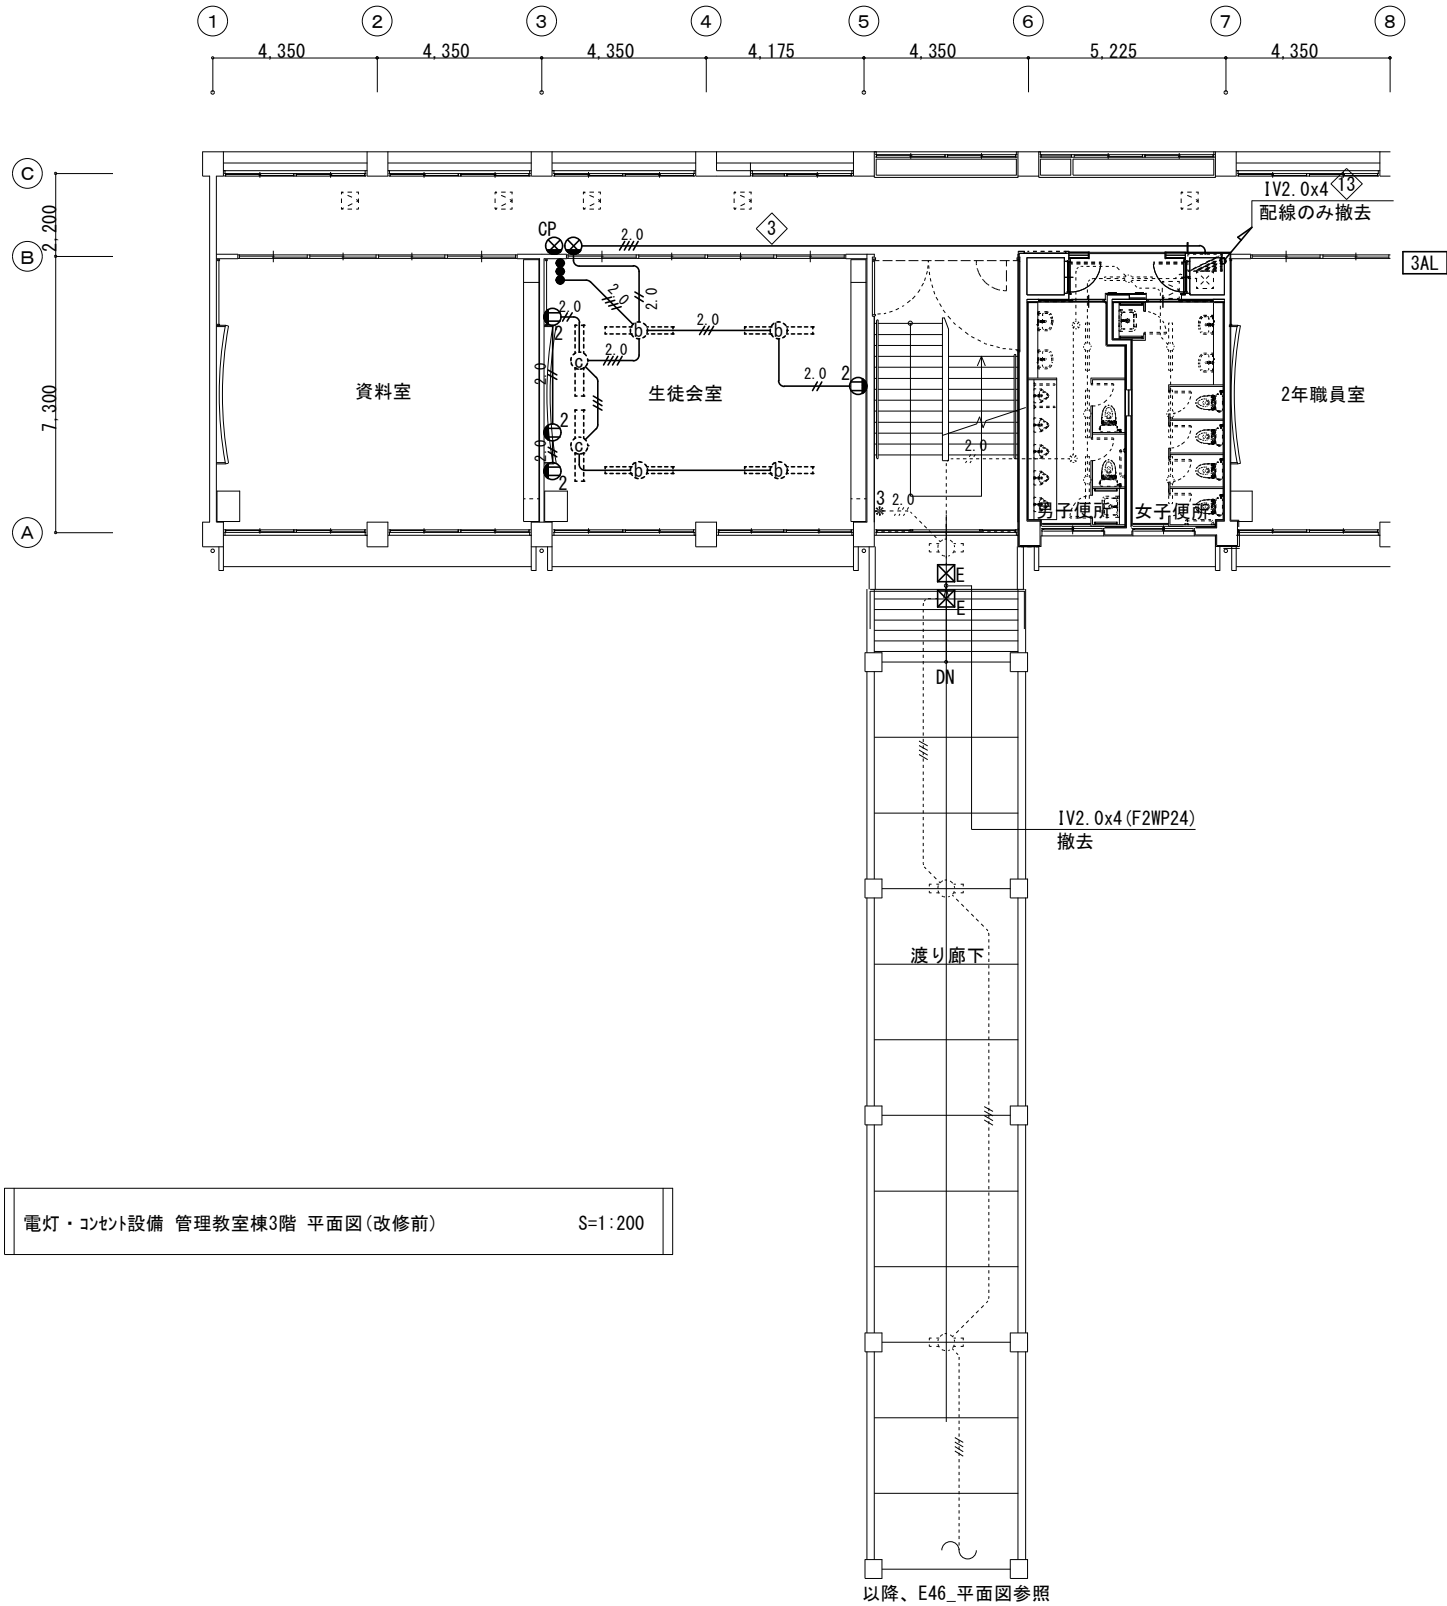 1 2 3 4 5 6 7 8
4,350 4,350 4,350 4,175 4,350 5,225 4,350
C
2,200
B
7,300
A
IV2.0x4 13
配線のみ撤去
3AL
CP
2.0
3
2.0
2.0
2.0
2
2.0
2.0
2.0
2.0
2
2.0
2
2.0
2
資料室
生徒会室
2年職員室
2.0
3 2.0
男子便所
女子便所
E
E
DN
IV2.0x4(F2WP24)
撤去
渡り廊下
電灯・コンセント設備 管理教室棟3階 平面図(改修前) S=1:200
以降、E46_平面図参照
b
b
c
c
b
b